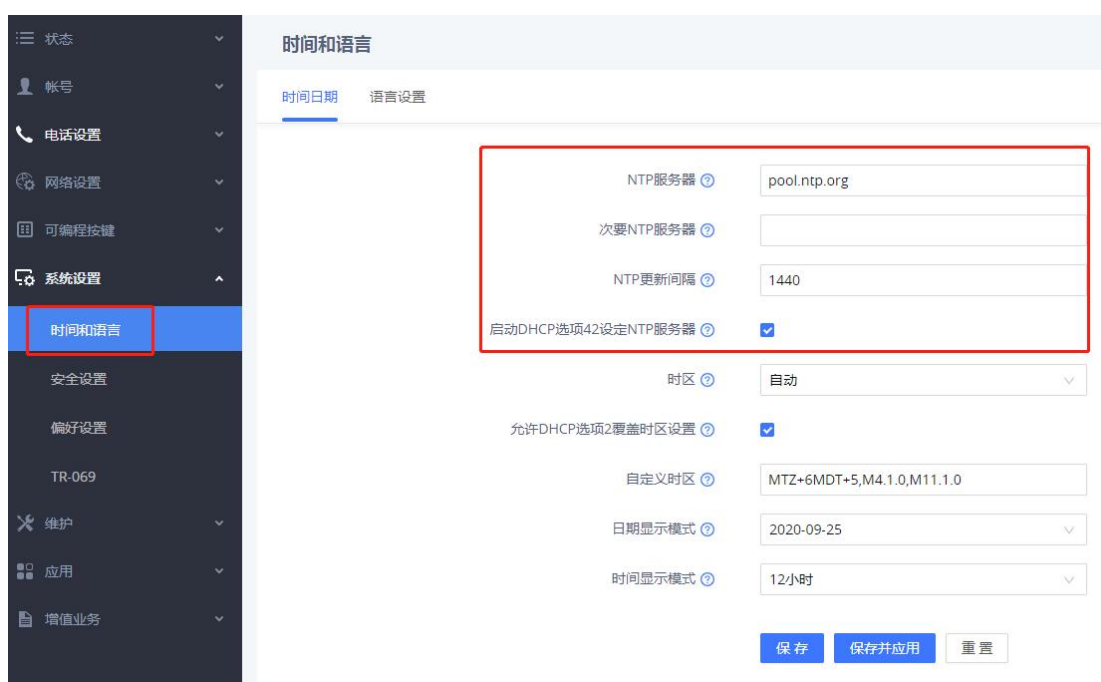 状态
帐号
电话设置
网络设置
可编程按键
系统设置
时间和语言
安全设置
偏好设置
TR-069
维护
应用
增值业务
时间和语言
时间日期 语言设置
NTP服务器 ? pool.ntp.org
次要NTP服务器 ?
NTP更新间隔 ? 1440
启动DHCP选项42设定NTP服务器 ?
时区 ? 自动
允许DHCP选项2覆盖时区设置 ?
自定义时区 ? MTZ+6MDT+5,M4.1.0,M11.1.0
日期显示模式 ? 2020-09-25
时间显示模式 ? 12小时
保存 保存并应用 重置